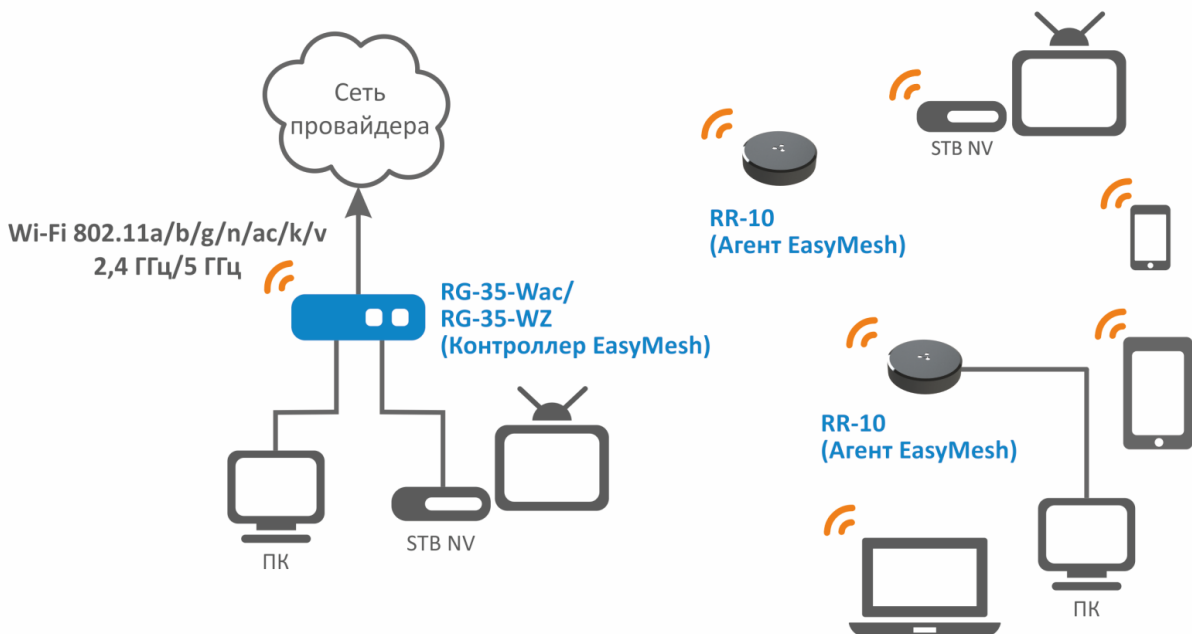 Сеть
провайдера
Wi-Fi 802.11a/b/g/n/ac/k/v
2,4 ГГц/5 ГГц
RG-35-Wac/
RG-35-WZ
(Контроллер EasyMesh)
ПК
STB NV
RR-10
(Агент EasyMesh)
STB NV
RR-10
(Агент EasyMesh)
ПК